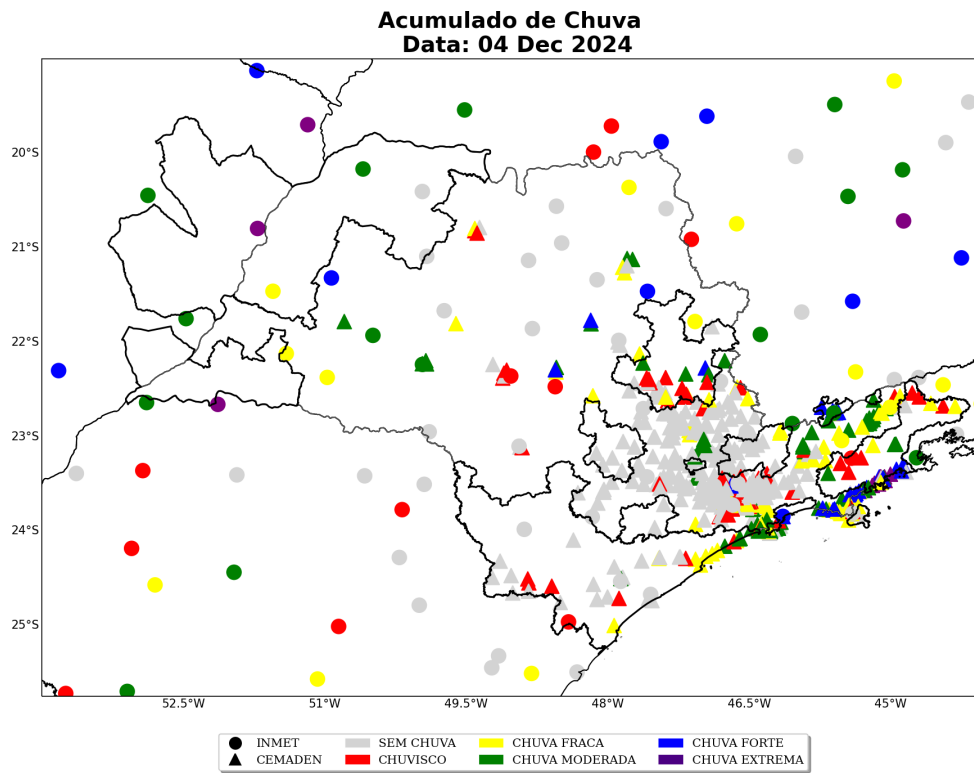 Acumulado de Chuva
Data: 04 Dec 2024
20°S
21°S
22°S
23°S
24°S
25°S
52.5°W
51°W
49.5°W
48°W
46.5°W
45°W
INMET
CEMADEN
SEM CHUVA
CHUVISCO
CHUVA FRACA
CHUVA MODERADA
CHUVA FORTE
CHUVA EXTREMA